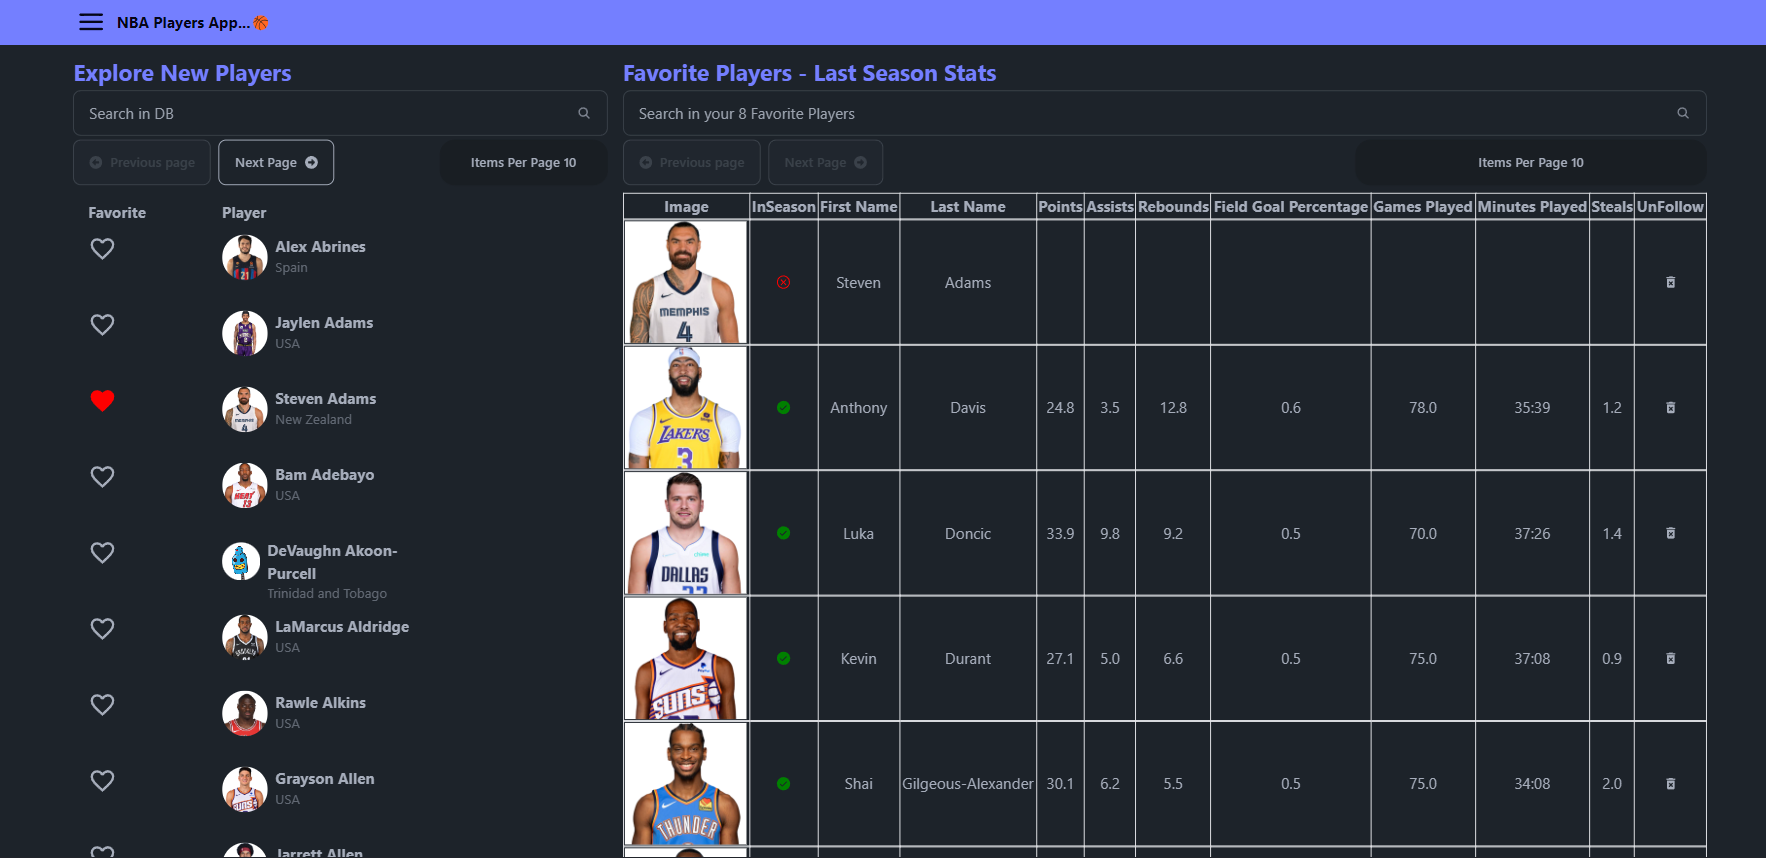 NBA Players App...🏀
Explore New Players
Search in DB
Previous page
Next Page
Items Per Page 10
Favorite Player
Alex Abrines
Spain
Jaylen Adams
USA
Steven Adams
New Zealand
Bam Adebayo
USA
DeVaughn Akoon-
Purcell
Trinidad and Tobago
LaMarcus Aldridge
USA
Rawle Alkins
USA
Grayson Allen
USA
Jarrett Allen
Favorite Players - Last Season Stats
Search in your 8 Favorite Players
Previous page
Next Page
Items Per Page 10
Image InSeason First Name Last Name Points Assists Rebounds Field Goal Percentage Games Played Minutes Played Steals UnFollow
MEMPHIS
4
Steven Adams
LAKERS
3
Anthony Davis 24.8 3.5 12.8 0.6 78.0 35:39 1.2
DALLAS
Luka Doncic 33.9 9.8 9.2 0.5 70.0 37:26 1.4
SUNS
Kevin Durant 27.1 5.0 6.6 0.5 75.0 37:08 0.9
THUNDER
Shai Gilgeous-Alexander 30.1 6.2 5.5 0.5 75.0 34:08 2.0